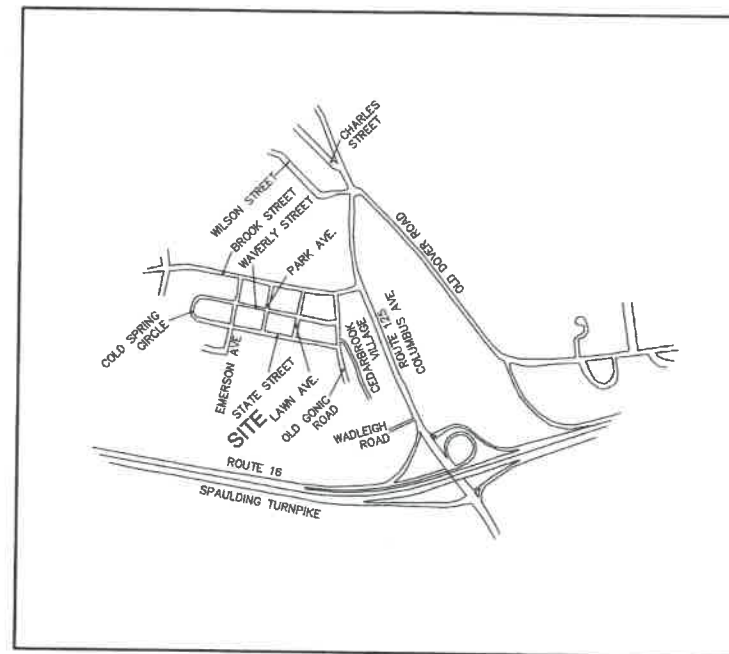 CHARLES
STREET
WILSON STREET
BROOK STREET
WAVERLY STREET
PARK AVE.
OLD DOVER ROAD
COLD SPRING
CIRCLE
EMERSON AVE
STATE STREET
SITE
LAWN AVE.
OLD GONIC
ROAD
CEDARBROOK
VILLAGE
ROUTE 125
COLUMBUS AVE.
WADLEIGH
ROAD
ROUTE 16
SPAULDING TURNPIKE